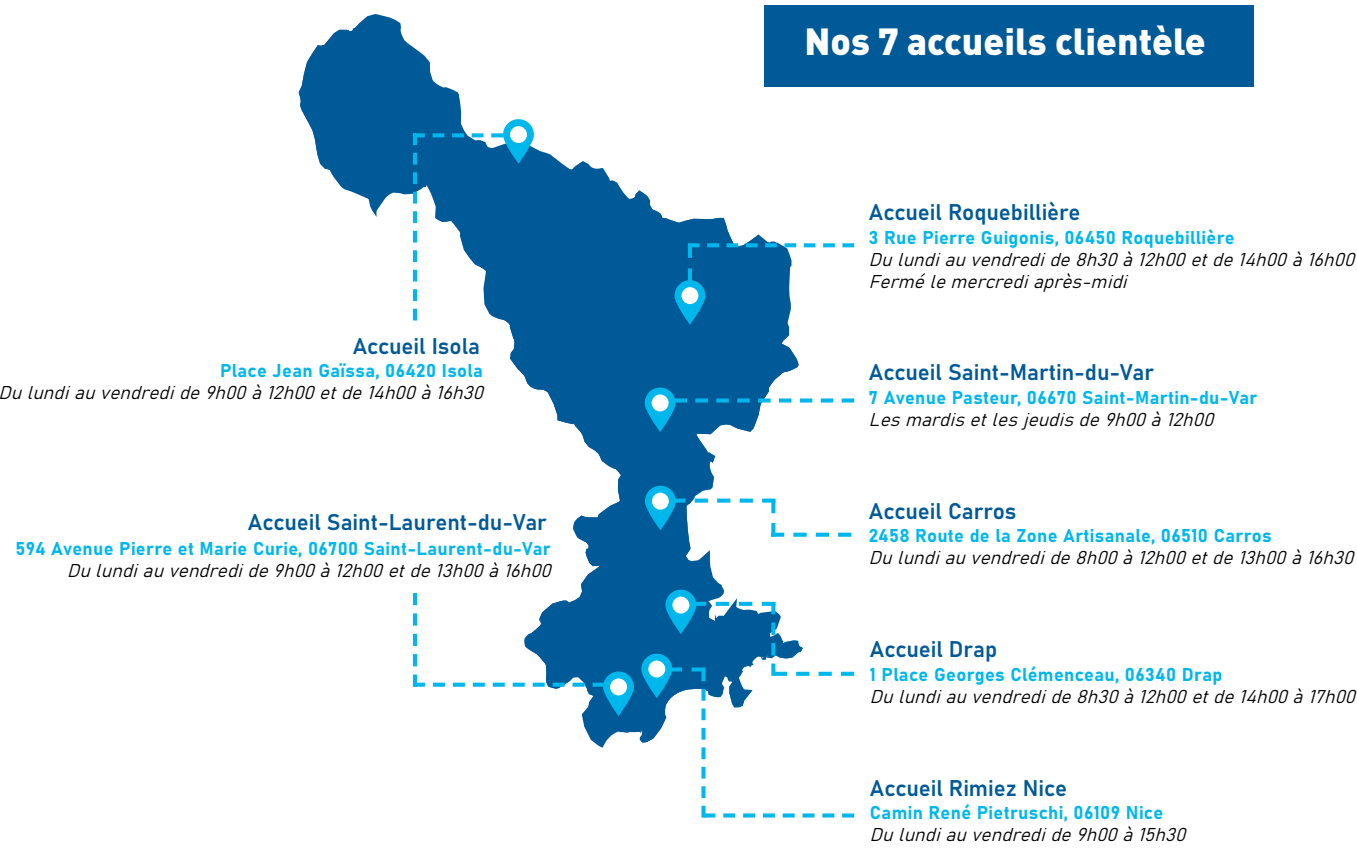 Nos 7 accueils clientèle
Accueil Roquebillière
3 Rue Pierre Guigonis, 06450 Roquebillière
Du lundi au vendredi de 8h30 à 12h00 et de 14h00 à 16h00
Fermé le mercredi après-midi
Accueil Isola
Place Jean Gaïssa, 06420 Isola
Du lundi au vendredi de 9h00 à 12h00 et de 14h00 à 16h30
Accueil Saint-Martin-du-Var
7 Avenue Pasteur, 06670 Saint-Martin-du-Var
Les mardis et les jeudis de 9h00 à 12h00
Accueil Saint-Laurent-du-Var
594 Avenue Pierre et Marie Curie, 06700 Saint-Laurent-du-Var
Du lundi au vendredi de 9h00 à 12h00 et de 13h00 à 16h00
Accueil Carros
2458 Route de la Zone Artisanale, 06510 Carros
Du lundi au vendredi de 8h00 à 12h00 et de 13h00 à 16h30
Accueil Drap
1 Place Georges Clémenceau, 06340 Drap
Du lundi au vendredi de 8h30 à 12h00 et de 14h00 à 17h00
Accueil Rimiez Nice
Camin René Pietruschi, 06109 Nice
Du lundi au vendredi de 9h00 à 15h30